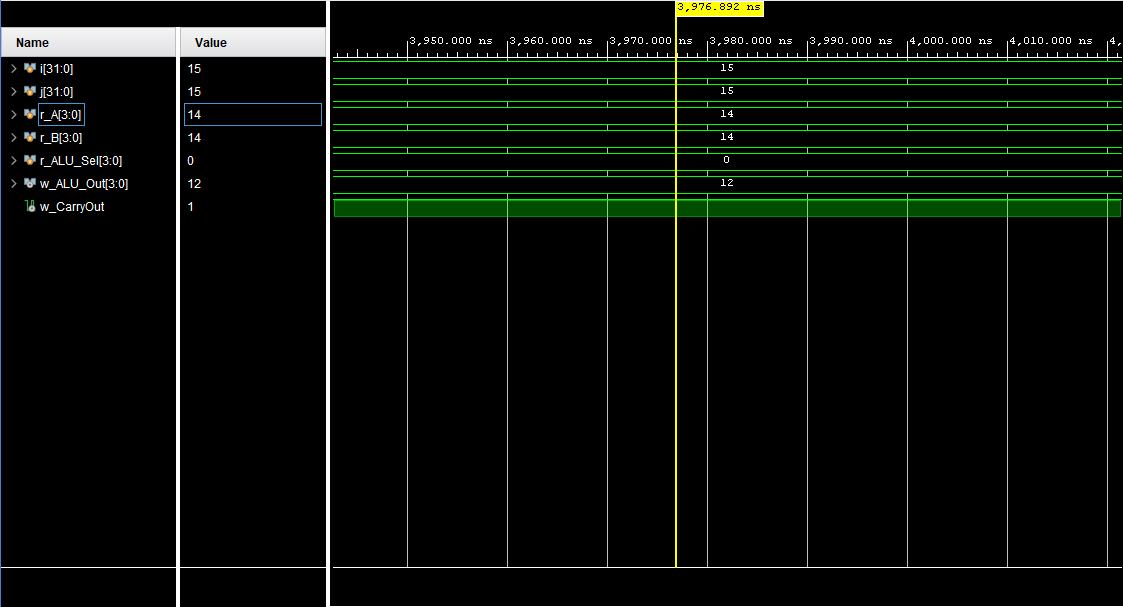 3,976.892 ns
Name Value
3,950.000 ns 3,960.000 ns 3,970.000 ns 3,980.000 ns 3,990.000 ns 4,000.000 ns 4,010.000 ns 4,
i[31:0] 15 15
j[31:0] 15 15
r_A[3:0] 14 14
r_B[3:0] 14 14
r_ALU_Sel[3:0] 0 0
w_ALU_Out[3:0] 12 12
w_CarryOut 1